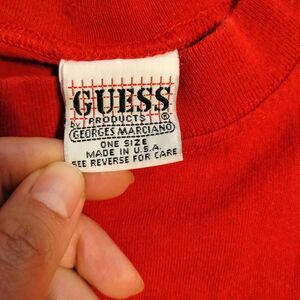 GUESS
PRODUCTS ®
by GEORGES MARCIANO
ONE SIZE
MADE IN U.S.A.
SEE REVERSE FOR CARE